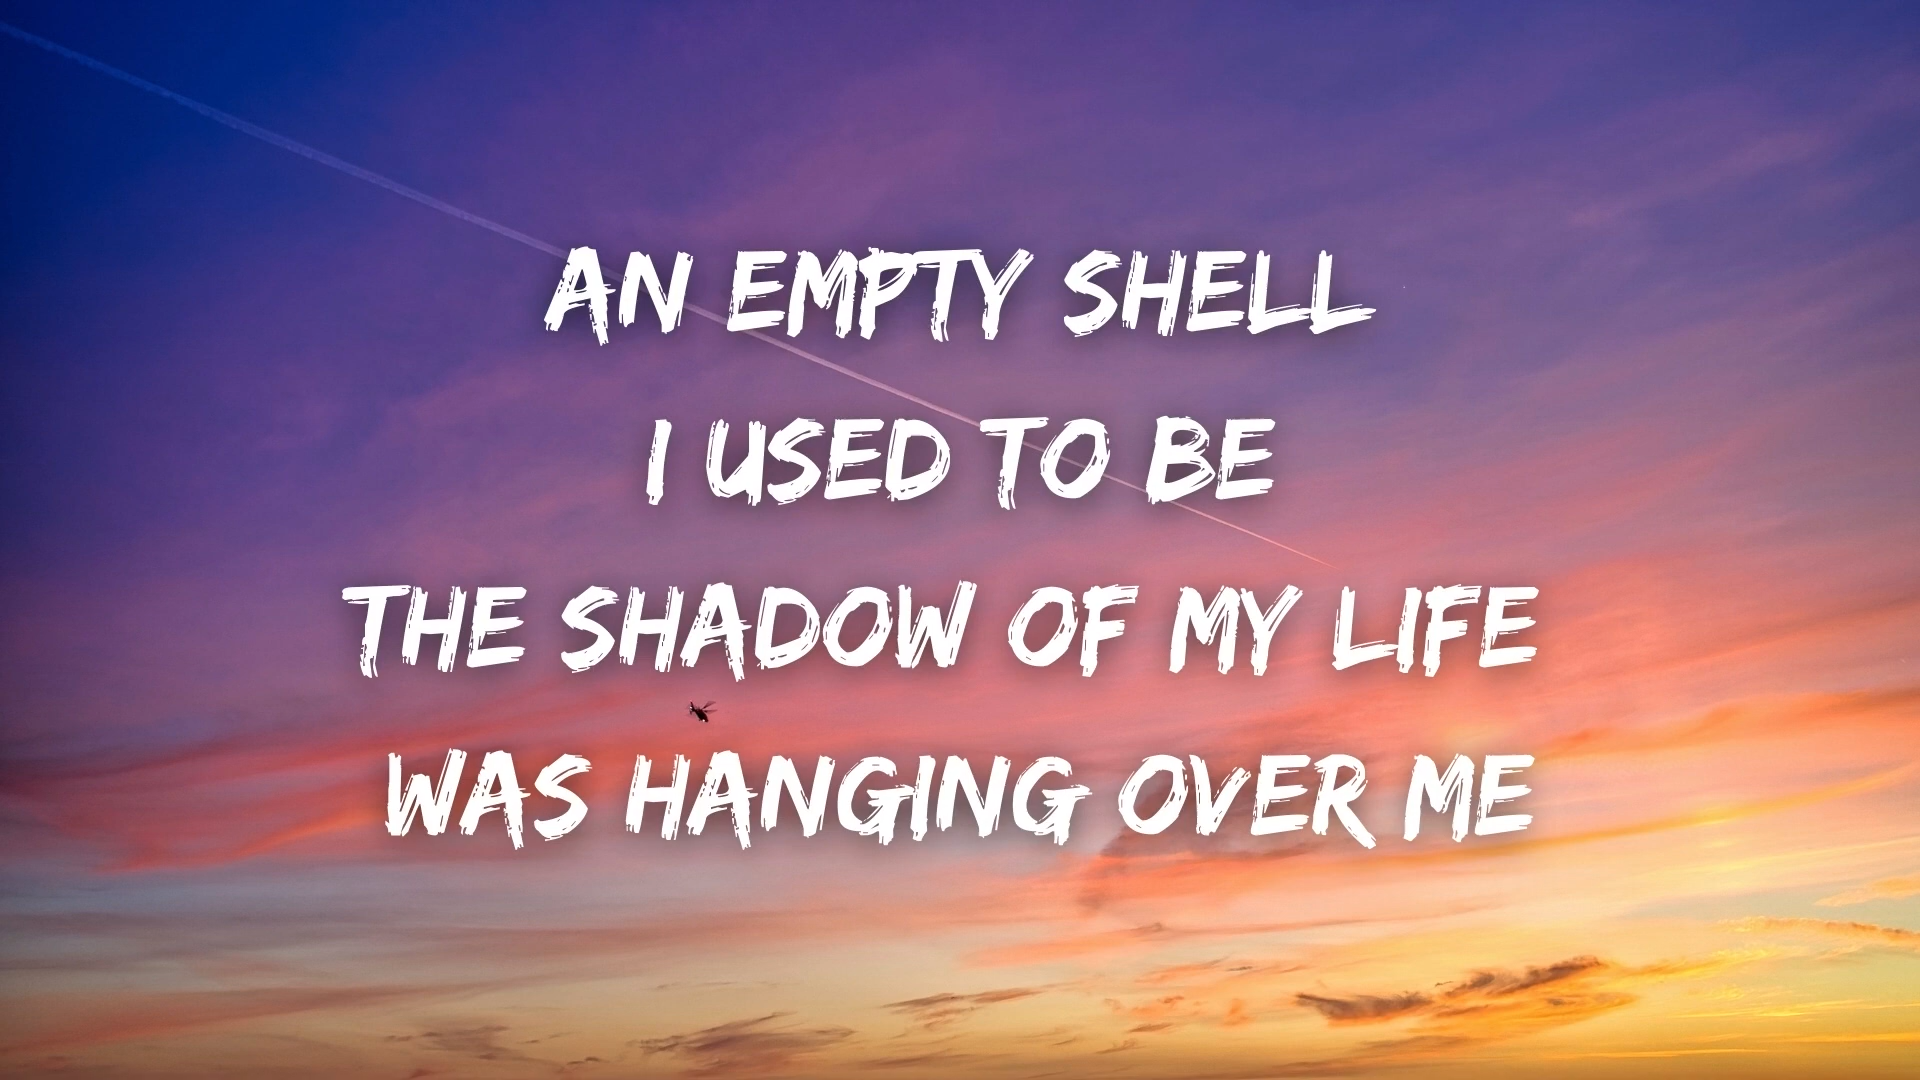 AN EMPTY SHELL
I USED TO BE
THE SHADOW OF MY LIFE
WAS HANGING OVER ME